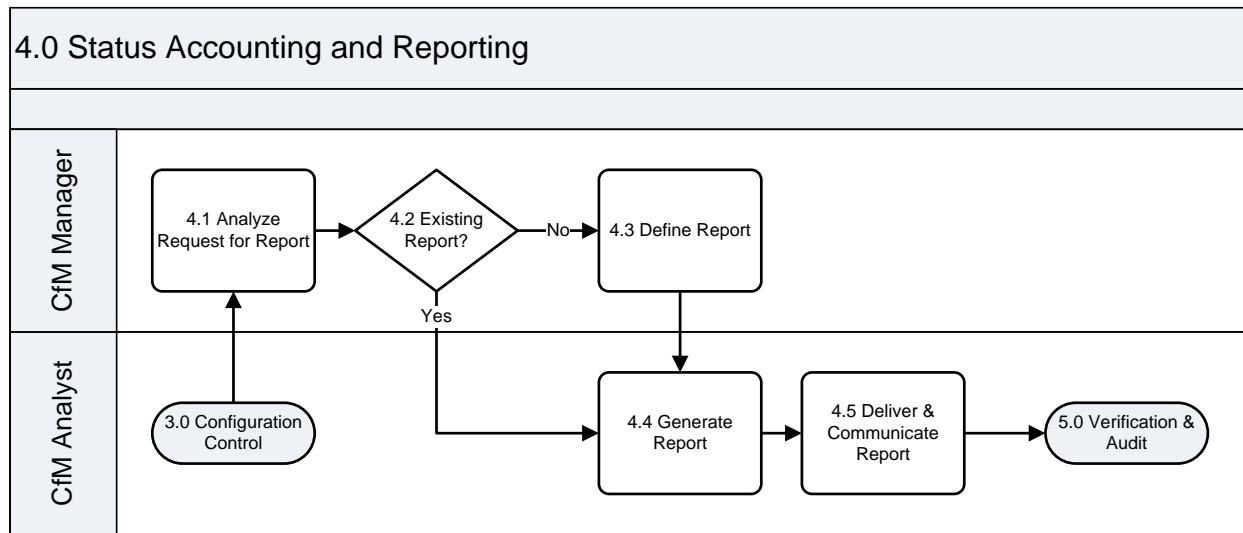 4.0 Status Accounting and Reporting
CfM Manager
4.1 Analyze
Request for Report
4.2 Existing
Report?
No
4.3 Define Report
Yes
CfM Analyst
3.0 Configuration
Control
4.4 Generate
Report
4.5 Deliver &
Communicate
Report
5.0 Verification &
Audit